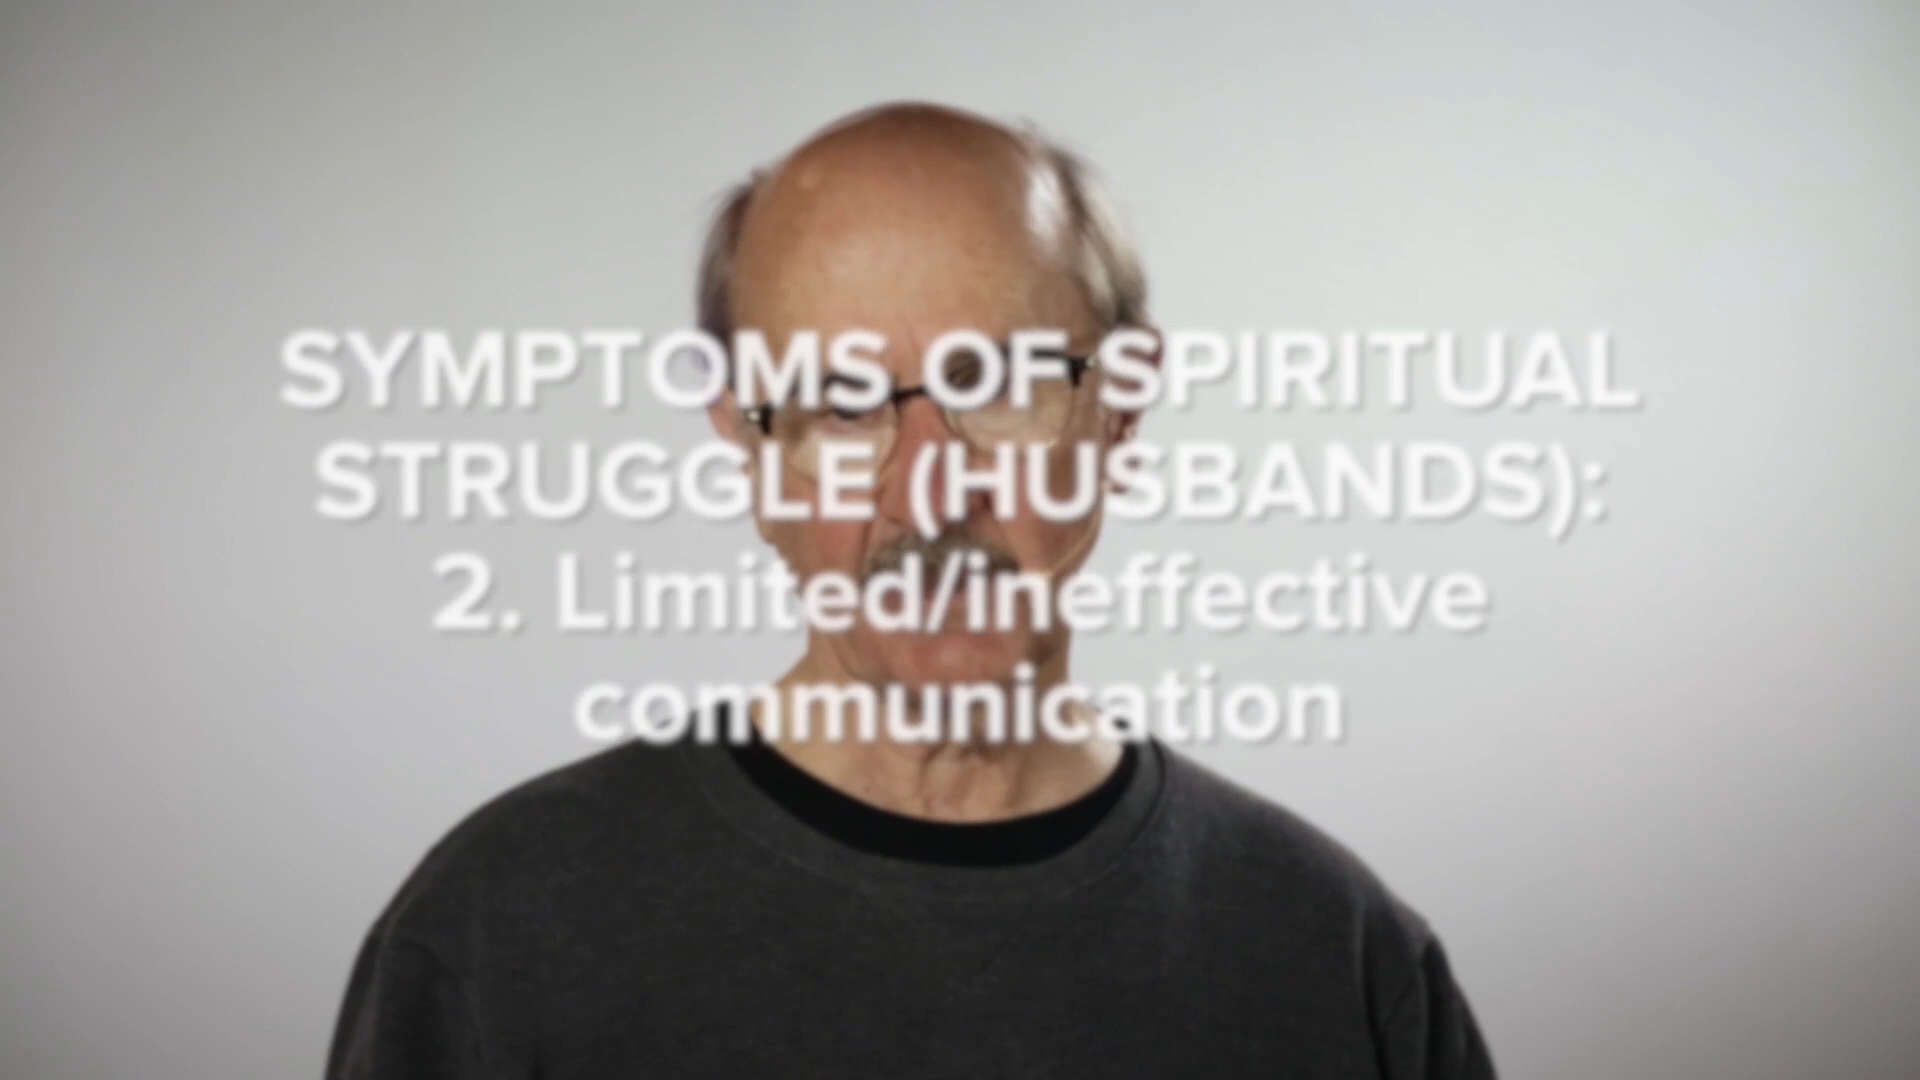 SYMPTOMS OF SPIRITUAL
STRUGGLE (HUSBANDS):
2. Limited/ineffective
communication